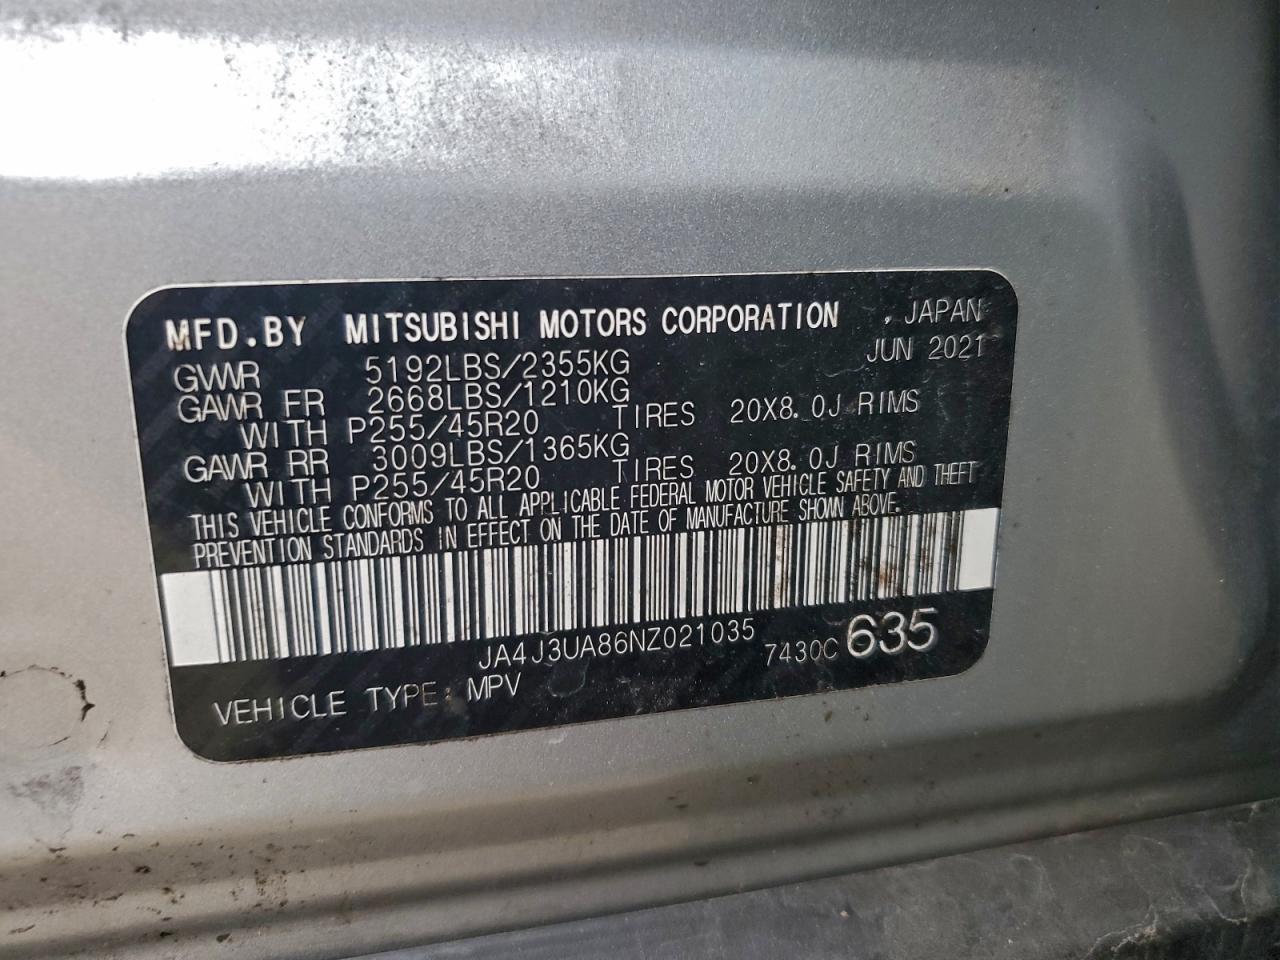 MFD.BY MITSUBISHI MOTORS CORPORATION , JAPAN
JUN 2021
GVWR 5192LBS/2355KG
GAWR FR 2668LBS/1210KG
WITH P255/45R20 TIRES 20X8.0J RIMS
GAWR RR 3009LBS/1365KG
WITH P255/45R20 TIRES 20X8.0J RIMS
THIS VEHICLE CONFORMS TO ALL APPLICABLE FEDERAL MOTOR VEHICLE SAFETY AND THEFT
PREVENTION STANDARDS IN EFFECT ON THE DATE OF MANUFACTURE SHOWN ABOVE.
JA4J3UA86NZ021035 7430C 635
VEHICLE TYPE: MPV